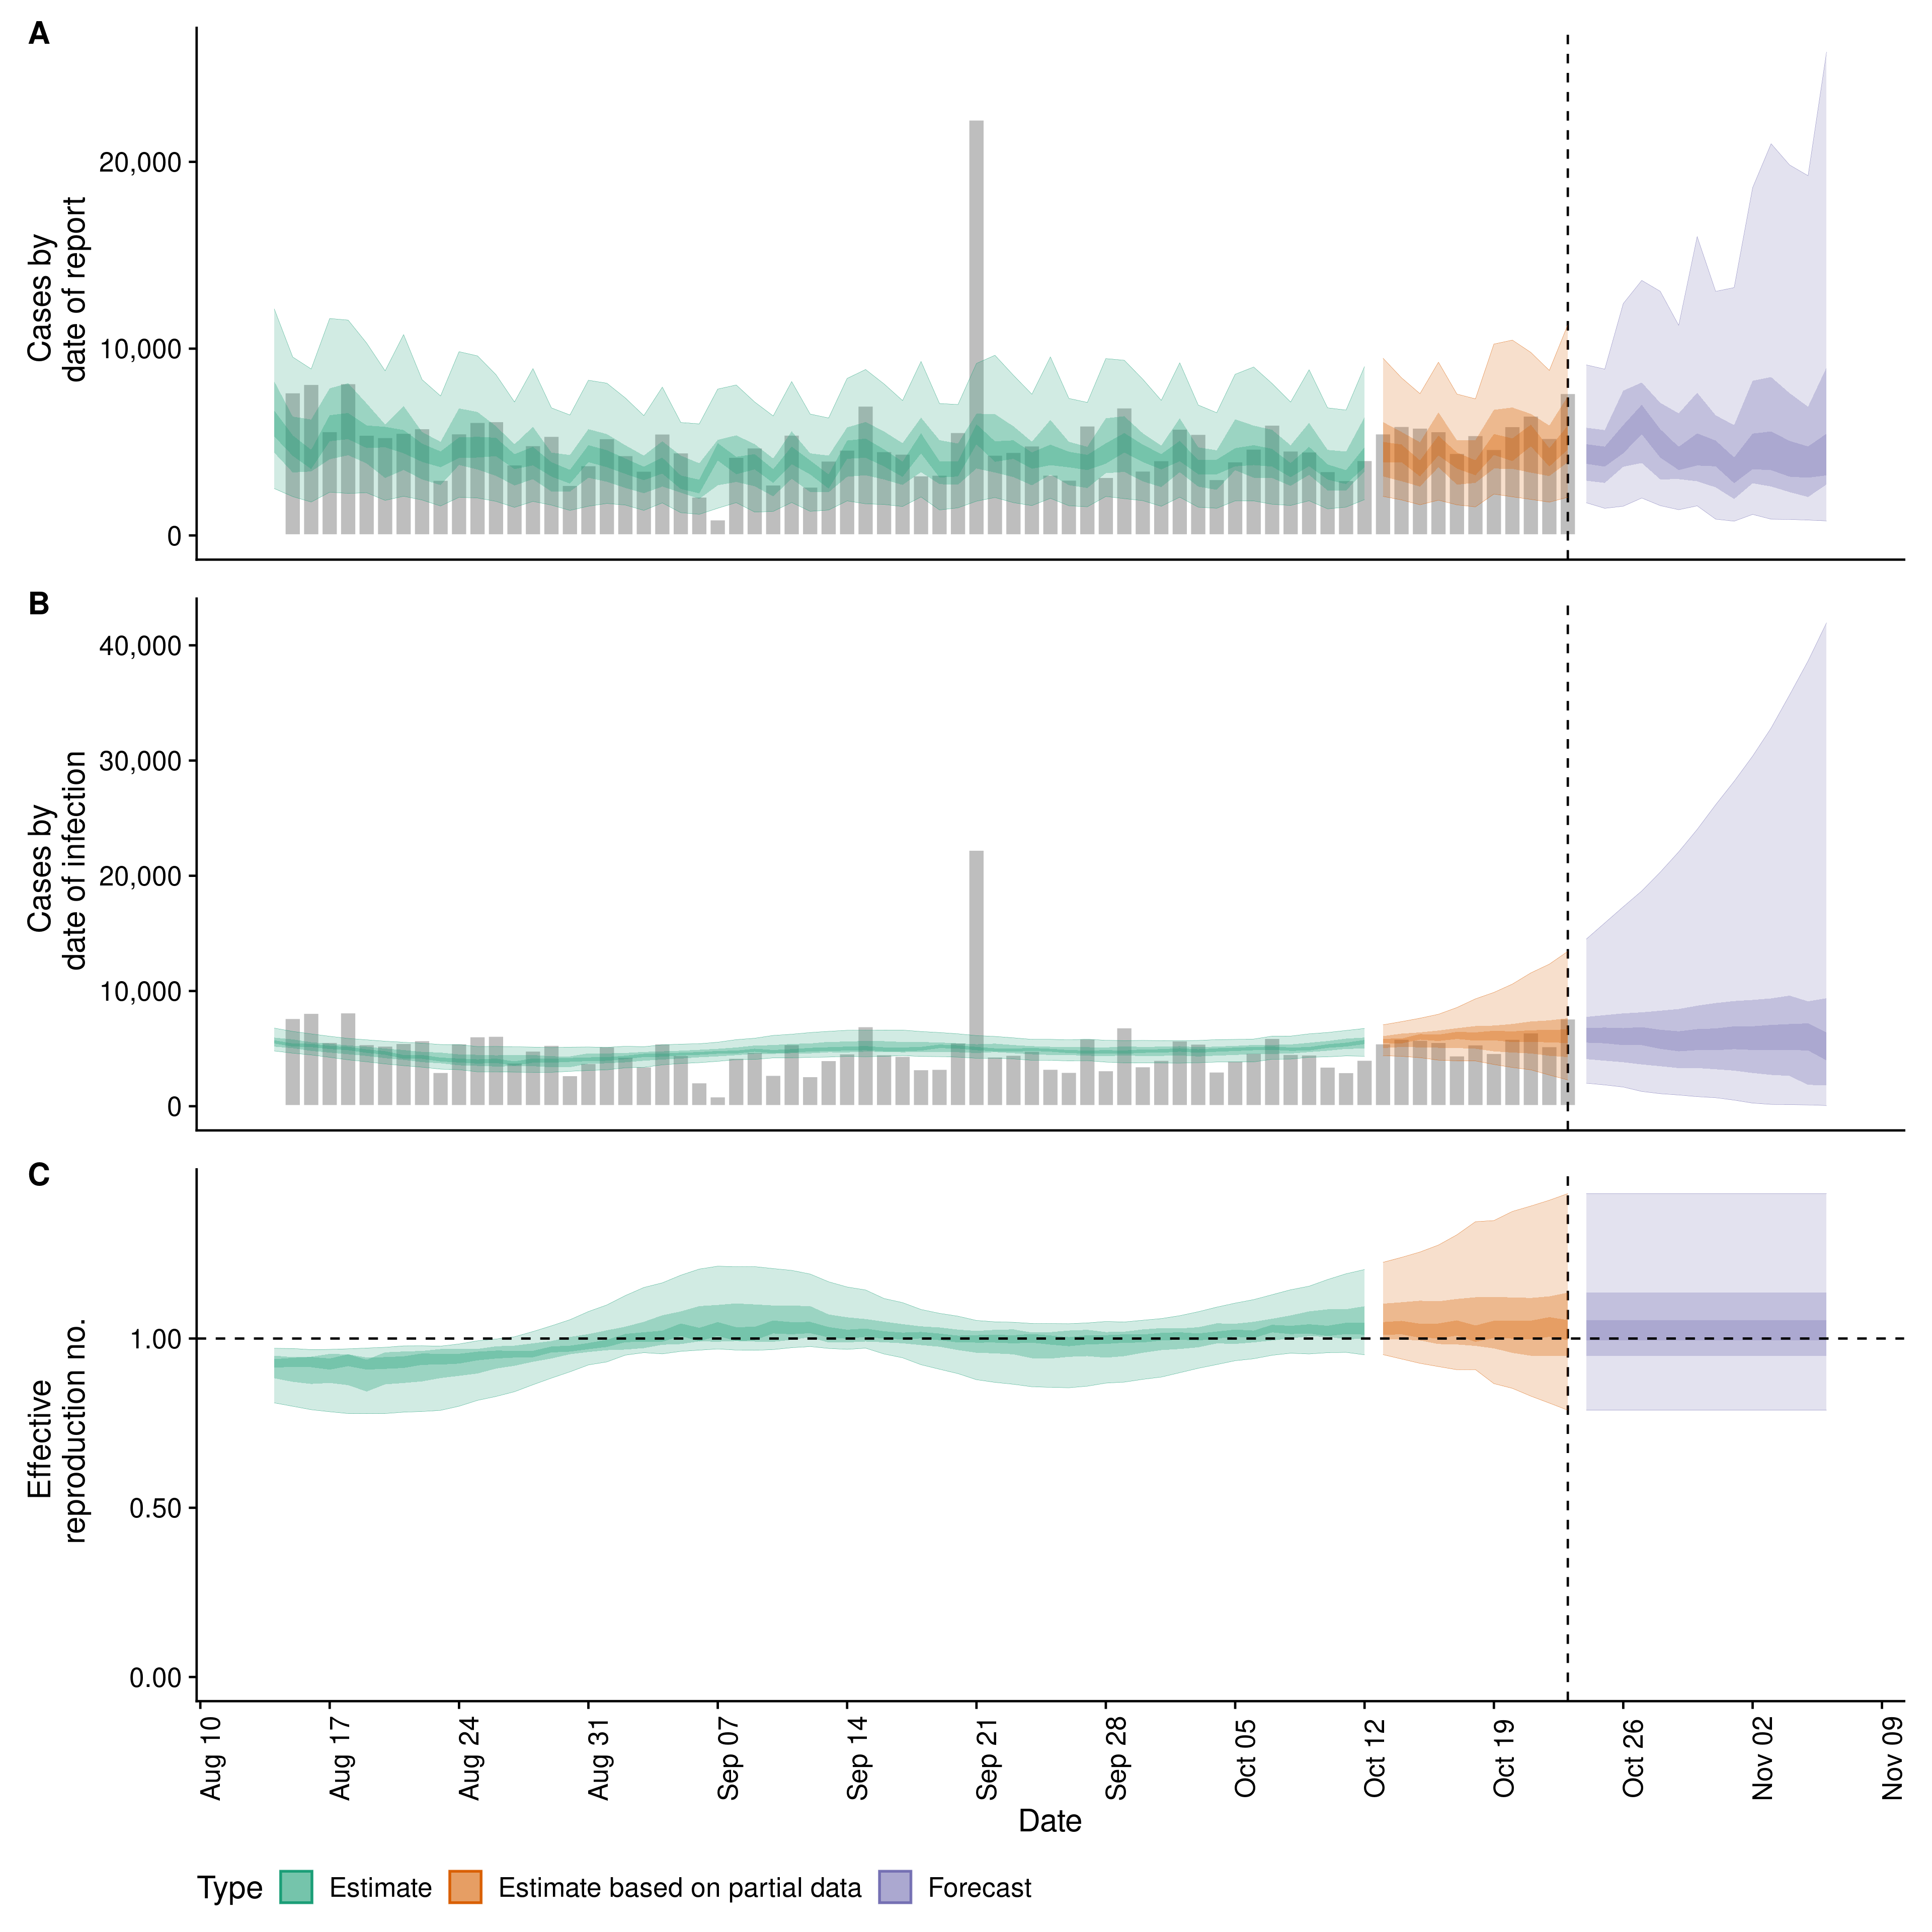 A
Cases by
date of report
20,000
10,000
0
B
Cases by
date of infection
40,000
30,000
20,000
10,000
0
C
Effective
reproduction no.
1.00
0.50
0.00
Aug 10
Aug 17
Aug 24
Aug 31
Sep 07
Sep 14
Sep 21
Sep 28
Oct 05
Oct 12
Oct 19
Oct 26
Nov 02
Nov 09
Date
Type Estimate Estimate based on partial data Forecast